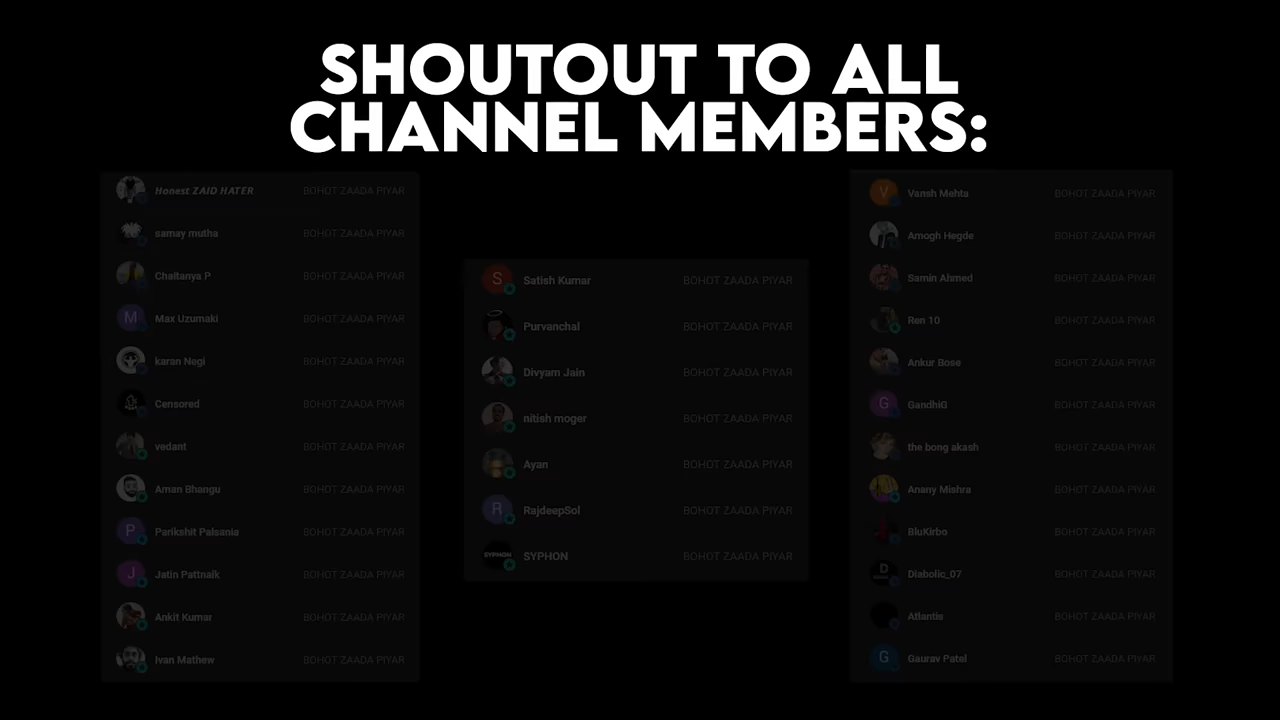 SHOUTOUT TO ALL
CHANNEL MEMBERS:
Honest ZAID HATER BOHOT ZAADA PIYAR
samay mutha BOHOT ZAADA PIYAR
Chaitanya P BOHOT ZAADA PIYAR
M Max Uzumaki BOHOT ZAADA PIYAR
karan Negi BOHOT ZAADA PIYAR
Censored BOHOT ZAADA PIYAR
vedant BOHOT ZAADA PIYAR
Aman Bhangu BOHOT ZAADA PIYAR
P Parikshit Palsania BOHOT ZAADA PIYAR
J Jatin Pattnaik BOHOT ZAADA PIYAR
Ankit Kumar BOHOT ZAADA PIYAR
Ivan Mathew BOHOT ZAADA PIYAR
S Satish Kumar BOHOT ZAADA PIYAR
Purvanchal BOHOT ZAADA PIYAR
Divyam Jain BOHOT ZAADA PIYAR
nitish moger BOHOT ZAADA PIYAR
Ayan BOHOT ZAADA PIYAR
R RajdeepSol BOHOT ZAADA PIYAR
SYPHON SYPHON BOHOT ZAADA PIYAR
V Vansh Mehta BOHOT ZAADA PIYAR
Amogh Hegde BOHOT ZAADA PIYAR
Samin Ahmed BOHOT ZAADA PIYAR
Ren 10 BOHOT ZAADA PIYAR
Ankur Bose BOHOT ZAADA PIYAR
G GandhiG BOHOT ZAADA PIYAR
the bong akash BOHOT ZAADA PIYAR
Anany Mishra BOHOT ZAADA PIYAR
BluKirbo BOHOT ZAADA PIYAR
D Diabolic_07 BOHOT ZAADA PIYAR
Atlantis BOHOT ZAADA PIYAR
G Gaurav Patel BOHOT ZAADA PIYAR